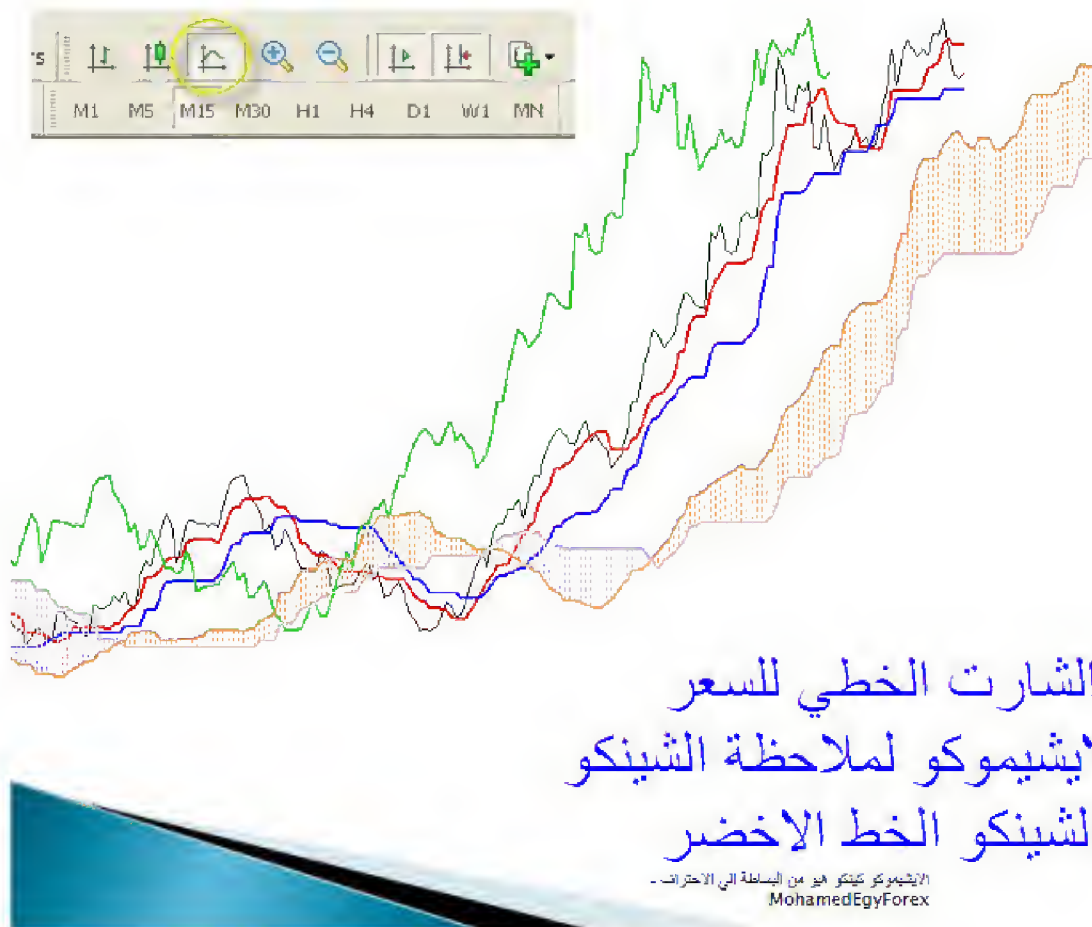 M1 M5 M15 M30 H1 H4 D1 W1 MN
الشارت الخطي للسعر
لايشيموكو لملاحظة الشينكو
لشينكو الخط الاخضر
الايشيموكو كينكو هيو من البساطة الي الاحتراف -
MohamedEgyForex